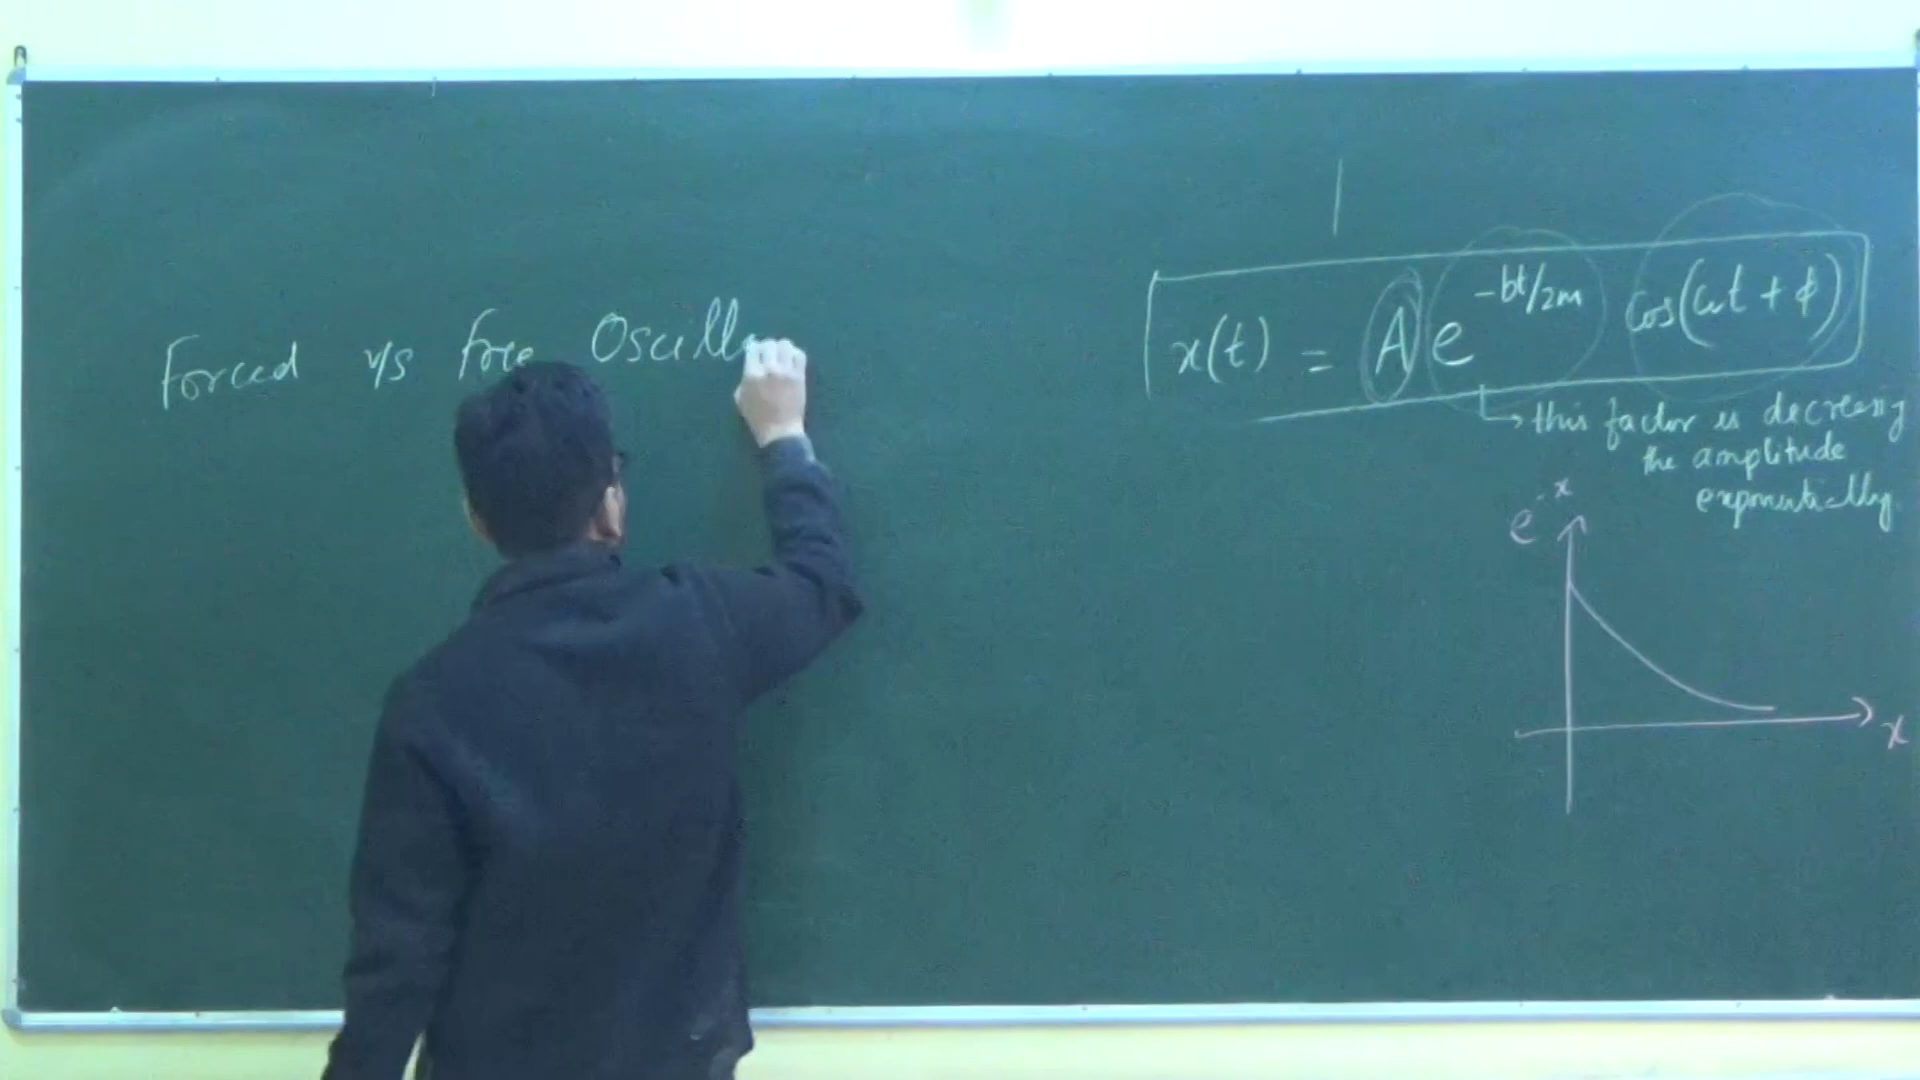 Forced v/s free Oscilla
x(t) = A e^{-bt/2m} cos(ωt + ϕ)
↳ this factor is decreasing
the amplitude
exponentially.
e^{-x}
x